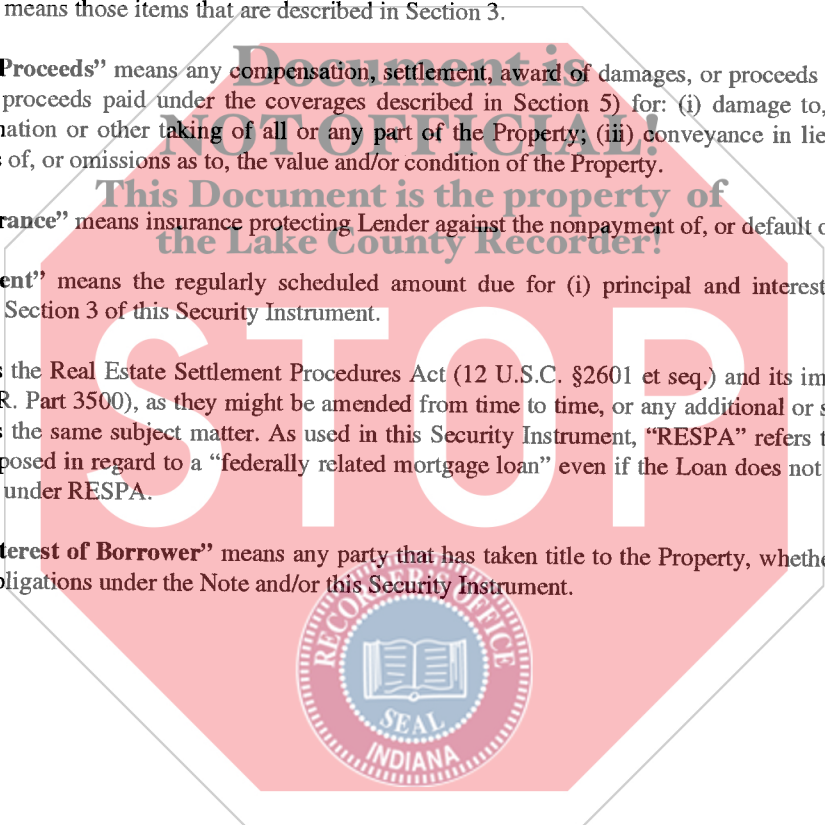 means those items that are described in Section 3.
Document is
Proceeds” means any compensation, settlement, award of damages, or proceeds
proceeds paid under the coverages described in Section 5) for: (i) damage to,
nation or other taking of all or any part of the Property; (iii) conveyance in lie
NOT OFFICIAL!
of, or omissions as to, the value and/or condition of the Property.
This Document is the property of
rance” means insurance protecting Lender against the nonpayment of, or default o
the Lake County Recorder!
ent” means the regularly scheduled amount due for (i) principal and interest
Section 3 of this Security Instrument.
STOP
s the Real Estate Settlement Procedures Act (12 U.S.C. §2601 et seq.) and its im
R. Part 3500), as they might be amended from time to time, or any additional or s
s the same subject matter. As used in this Security Instrument, “RESPA” refers t
posed in regard to a “federally related mortgage loan” even if the Loan does not
under RESPA.
terest of Borrower” means any party that has taken title to the Property, whethe
bligations under the Note and/or this Security Instrument.
RECORDER'S OFFICE
SEAL
INDIANA